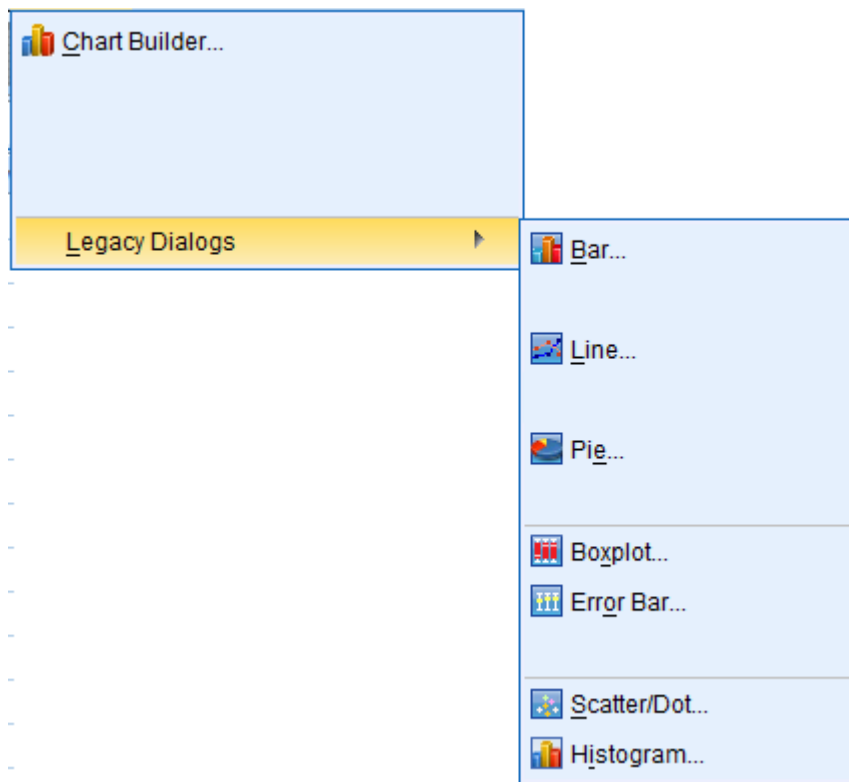 Chart Builder...
Legacy Dialogs
Bar...
Line...
Pie...
Boxplot...
Error Bar...
Scatter/Dot...
Histogram...